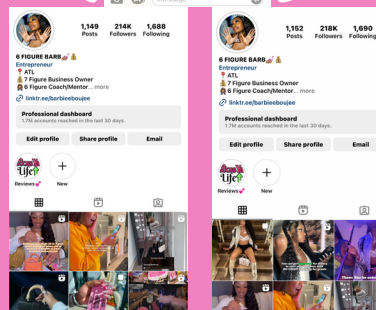 1,149 214K 1,688
Posts Followers Following
6 FIGURE BARB
Entrepreneur
ATL
7 Figure Business Owner
6 Figure Coach/Mentor... more
linktr.ee/barbieeboujee
Professional dashboard
1.7M accounts reached in the last 30 days.
Edit profile Share profile Email
Life
Reviews New
1,152 218K 1,690
Posts Followers Following
6 FIGURE BARB
Entrepreneur
ATL
7 Figure Business Owner
6 Figure Coach/Mentor... more
linktr.ee/barbieeboujee
Professional dashboard
1.7M accounts reached in the last 30 days.
Edit profile Share profile Email
Life
Reviews New